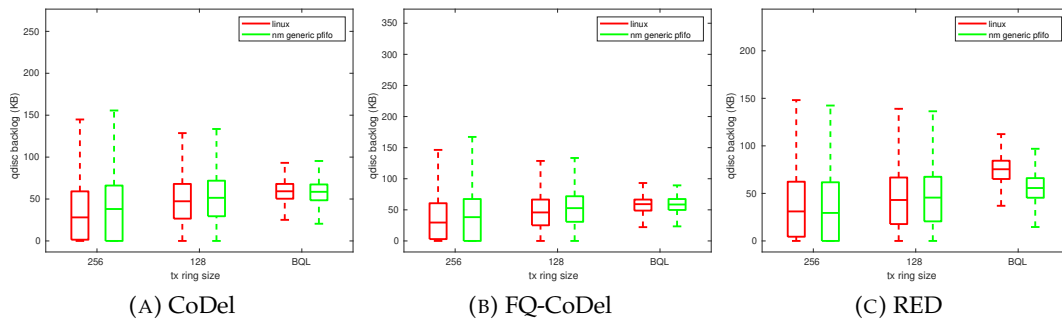 250
200
150
100
50
0
qdisc backlog (KB)
linux
nm generic pfifo
256
128
BQL
tx ring size
(A) CoDel
350
300
250
200
150
100
50
0
qdisc backlog (KB)
linux
nm generic pfifo
256
128
BQL
tx ring size
(B) FQ-CoDel
200
150
100
50
0
qdisc backlog (KB)
linux
nm generic pfifo
256
128
BQL
tx ring size
(C) RED